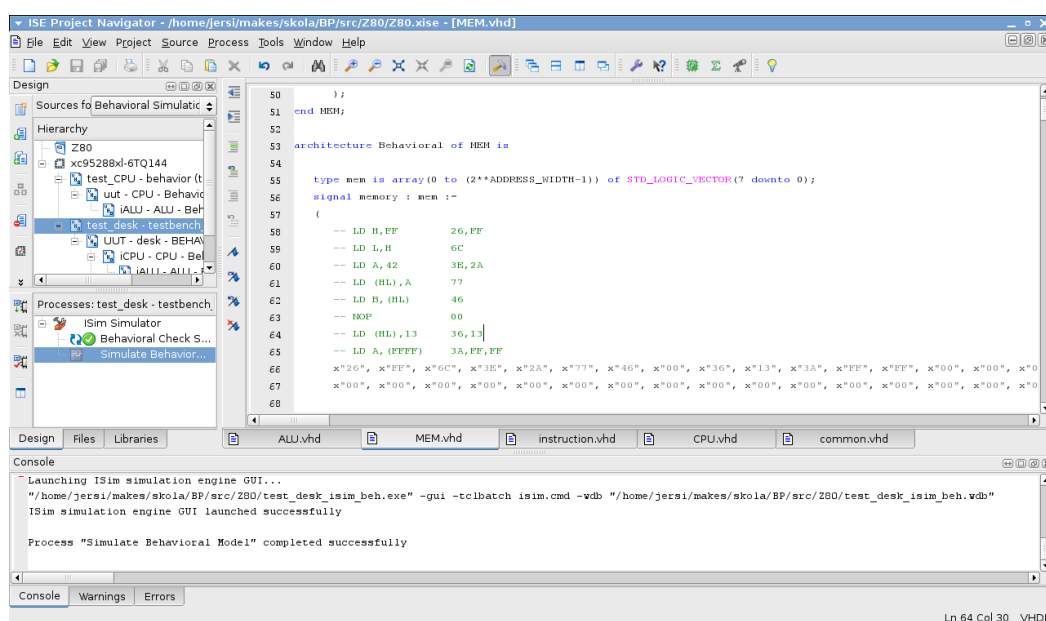 ISE Project Navigator - /home/jersi/makes/skola/BP/src/Z80/Z80.xise - [MEM.vhd]
File Edit View Project Source Process Tools Window Help
Design
Sources fo Behavioral Simulatic
Hierarchy
Z80
xc95288xl-6TQ144
test_CPU - behavior (t
uut - CPU - Behavic
iALU - ALU - Beh
test_desk - testbench
UUT - desk - BEHA
iCPU - CPU - Bel
iALU - ALU -
Processes: test_desk - testbench
ISim Simulator
Behavioral Check S...
Simulate Behavior...
50 );
51 end MEM;
52
53 architecture Behavioral of MEM is
54
55 type mem is array(0 to (2**ADDRESS_WIDTH-1)) of STD_LOGIC_VECTOR(7 downto 0);
56 signal memory : mem :=
57 (
58 -- LD H,FF 26,FF
59 -- LD L,H 6C
60 -- LD A,42 3E,2A
61 -- LD (HL),A 77
62 -- LD B,(HL) 46
63 -- NOP 00
64 -- LD (HL),13 36,13
65 -- LD A,(FFFF) 3A,FF,FF
66 x"26", x"FF", x"6C", x"3E", x"2A", x"77", x"46", x"00", x"36", x"13", x"3A", x"FF", x"FF", x"00", x"00", x"0
67 x"00", x"00", x"00", x"00", x"00", x"00", x"00", x"00", x"00", x"00", x"00", x"00", x"00", x"00", x"00", x"0
68
Design Files Libraries
ALU.vhd MEM.vhd instruction.vhd CPU.vhd common.vhd
Console
Launching ISim simulation engine GUI...
"/home/jersi/makes/skola/BP/src/Z80/test_desk_isim_beh.exe" -gui -tclbatch isim.cmd -wdb "/home/jersi/makes/skola/BP/src/Z80/test_desk_isim_beh.wdb"
ISim simulation engine GUI launched successfully
Process "Simulate Behavioral Model" completed successfully
Console Warnings Errors
Ln 64 Col 30 VHD